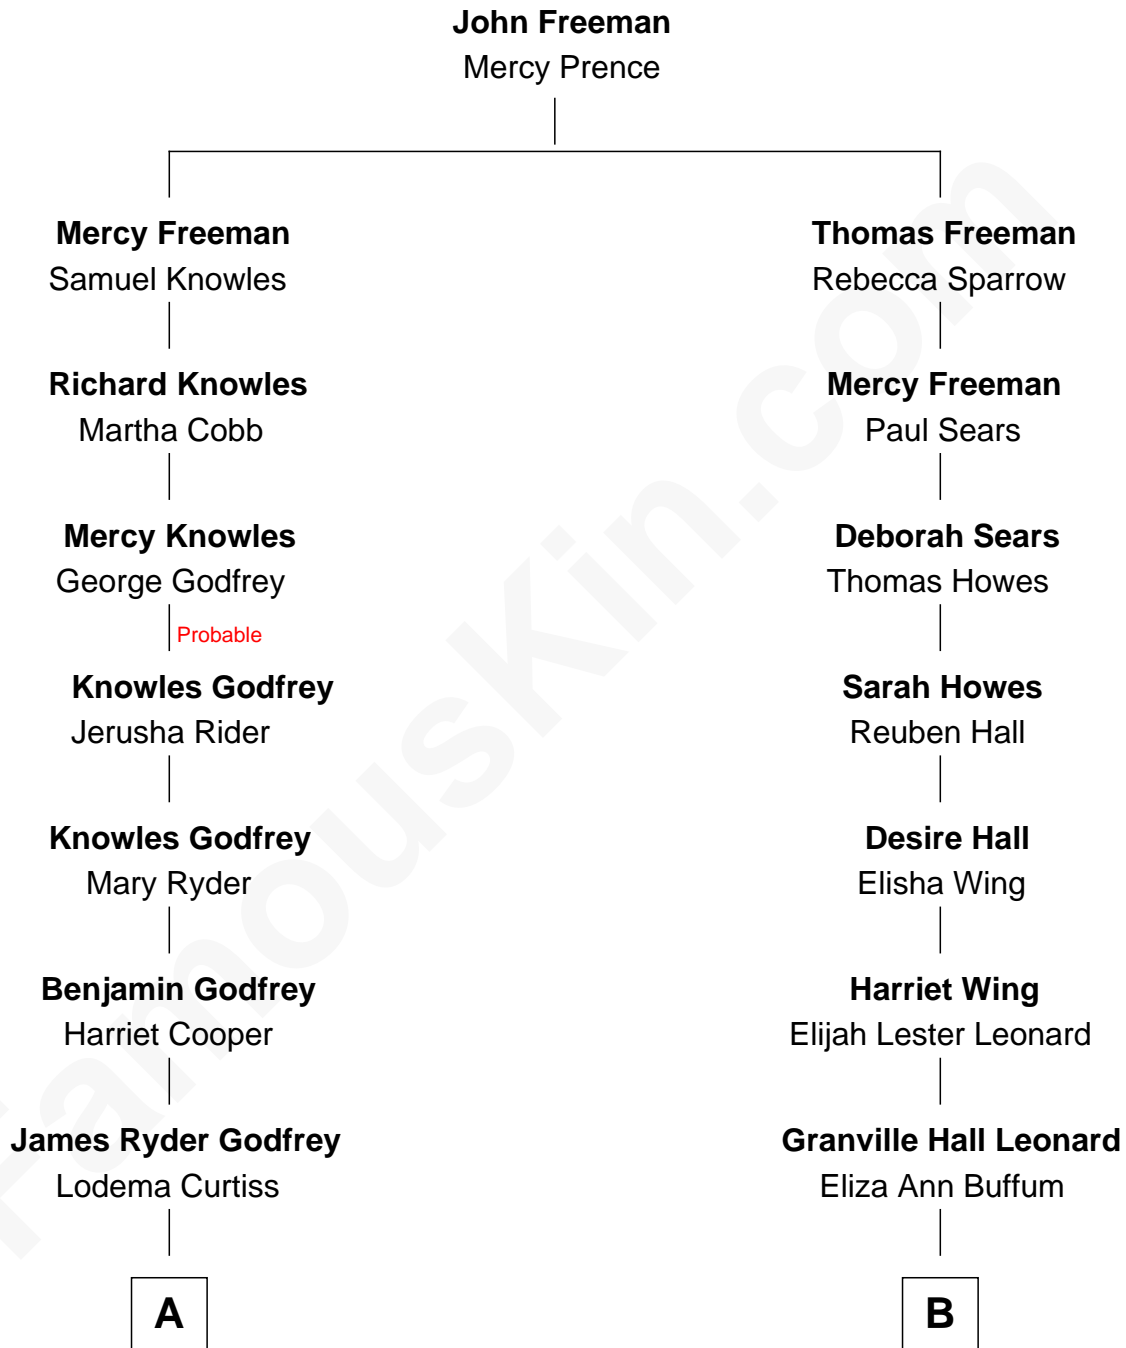 John Freeman
Mercy Prence
Mercy Freeman
Samuel Knowles
Richard Knowles
Martha Cobb
Mercy Knowles
George Godfrey
Probable
Knowles Godfrey
Jerusha Rider
Knowles Godfrey
Mary Ryder
Benjamin Godfrey
Harriet Cooper
James Ryder Godfrey
Lodema Curtiss
A
Thomas Freeman
Rebecca Sparrow
Mercy Freeman
Paul Sears
Deborah Sears
Thomas Howes
Sarah Howes
Reuben Hall
Desire Hall
Elisha Wing
Harriet Wing
Elijah Lester Leonard
Granville Hall Leonard
Eliza Ann Buffum
B
FamousKin.com